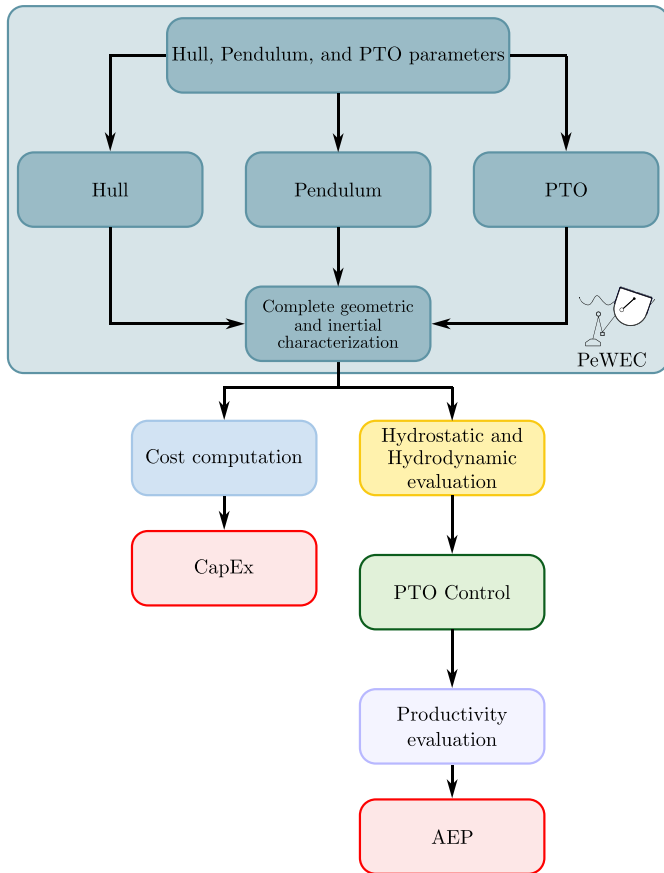 Hull, Pendulum, and PTO parameters
Hull
Pendulum
PTO
Complete geometric
and inertial
characterization
PeWEC
Cost computation
Hydrostatic and
Hydrodynamic
evaluation
CapEx
PTO Control
Productivity
evaluation
AEP